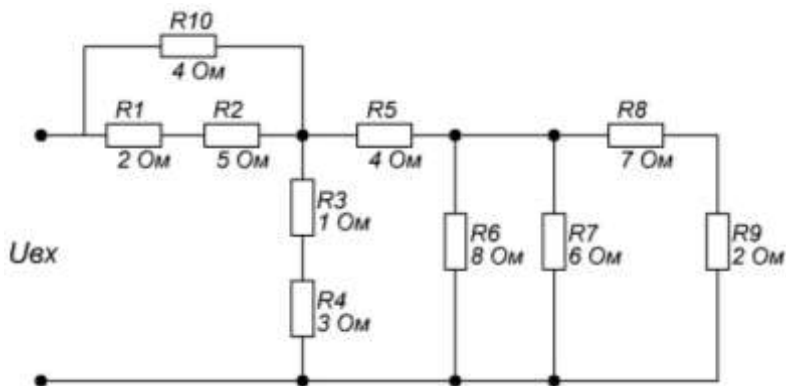 R10
4 Ом
R1
2 Ом
R2
5 Ом
R5
4 Ом
R8
7 Ом
R3
1 Ом
R4
3 Ом
R6
8 Ом
R7
6 Ом
R9
2 Ом
Uвх